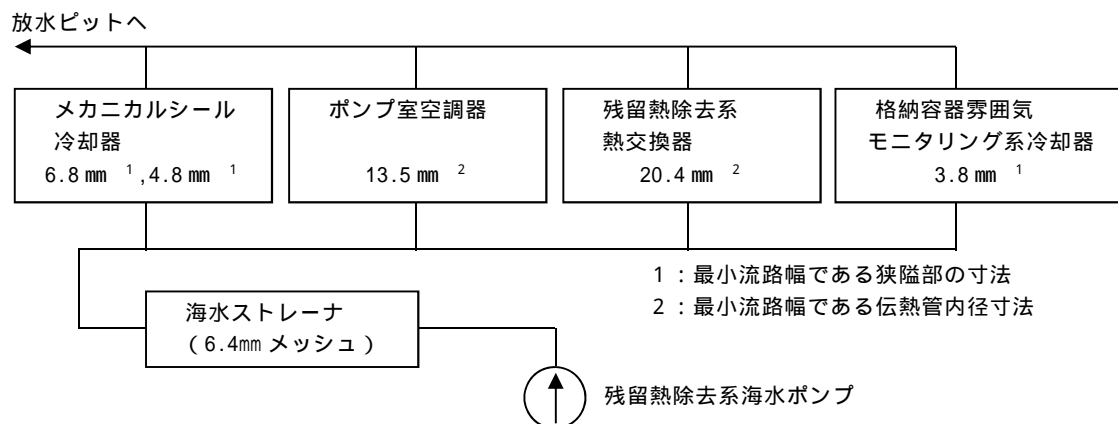 放水ピットへ
メカニカルシール
冷却器
6.8㎜ 1,4.8㎜ 1
ポンプ室空調器
13.5㎜ 2
残留熱除去系
熱交換器
20.4㎜ 2
格納容器雰囲気
モニタリング系冷却器
3.8㎜ 1
1：最小流路幅である狭隘部の寸法
2：最小流路幅である伝熱管内径寸法
海水ストレーナ
（6.4㎜メッシュ）
残留熱除去系海水ポンプ